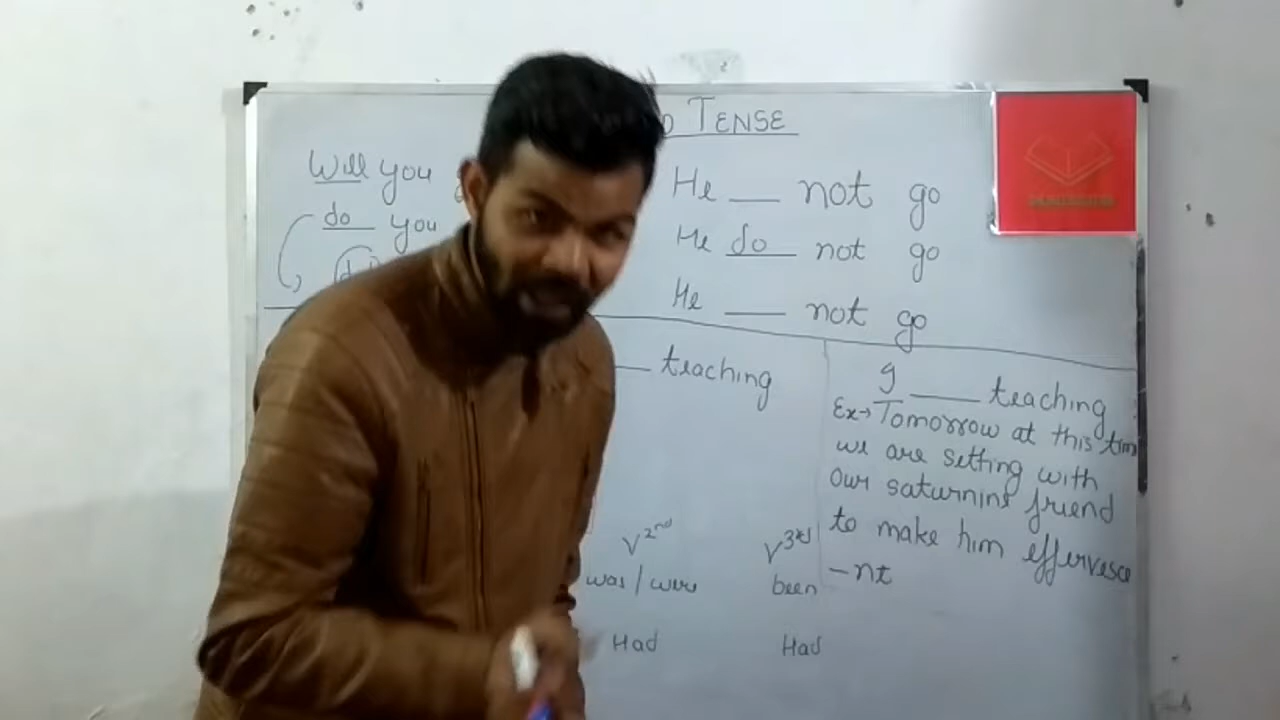 TENSE
Will you
do you
He ___ not go
He do not go
He ___ not go
___ teaching
g ___ teaching
Ex→ Tomorrow at this tim
we are setting with
our saturnins friend
to make him effervesce
-nt
V2nd V3rd
was/were been
Had Had